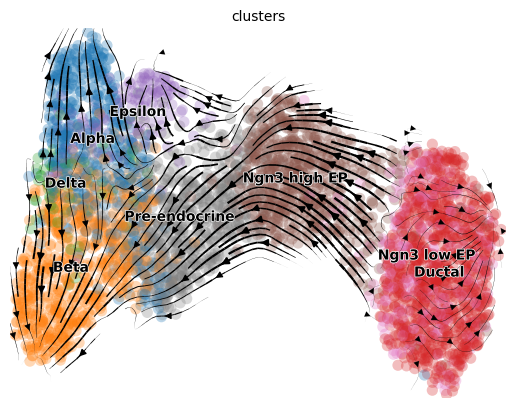 clusters
Epsilon
Alpha
Ngn3 high EP
Delta
Pre-endocrine
Ngn3 low EP
Beta
Ductal